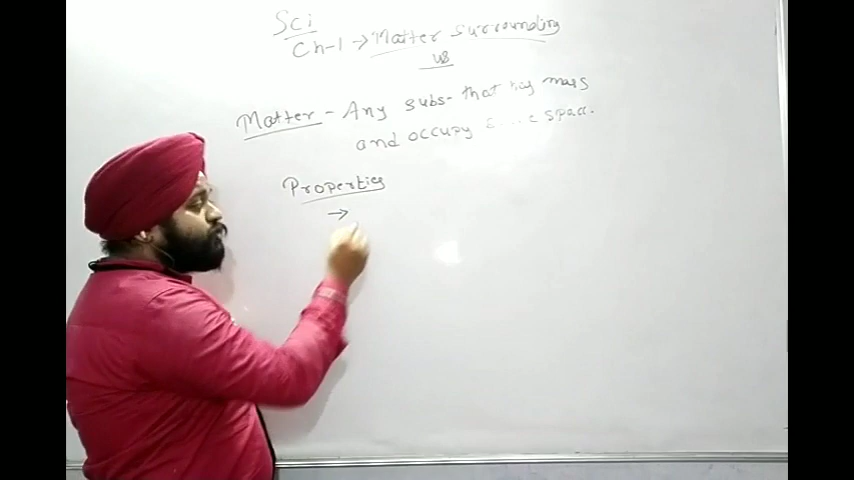 Sci
Ch-1 → Matter surrounding
us
Matter - Any subs- that has mass
and occupy space.
Properties
→